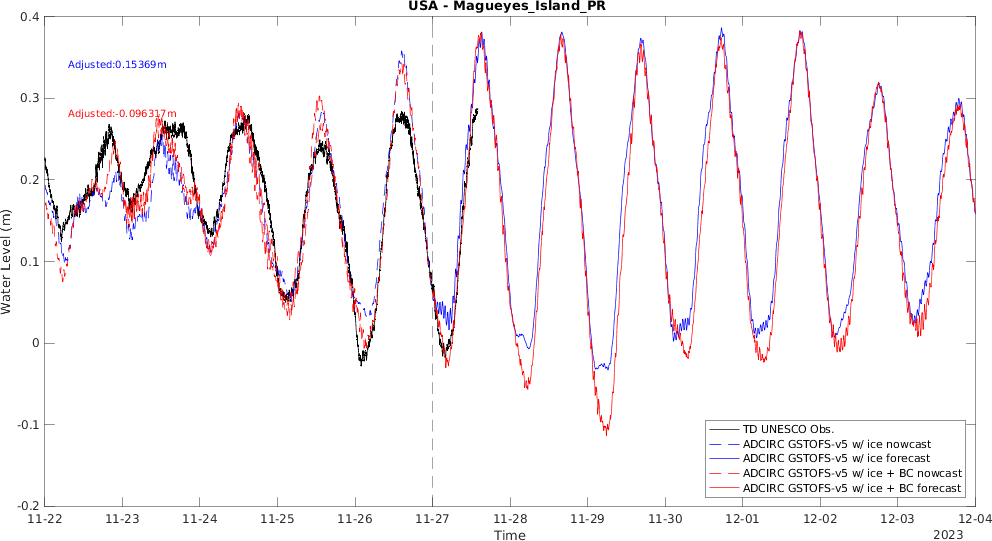 USA - Magueyes_Island_PR
0.4
Adjusted:0.15369m
0.3
Adjusted:-0.096317m
0.2
0.1
0
-0.1
-0.2
Water Level (m)
TD UNESCO Obs.
ADCIRC GSTOFS-v5 w/ ice nowcast
ADCIRC GSTOFS-v5 w/ ice forecast
ADCIRC GSTOFS-v5 w/ ice + BC nowcast
ADCIRC GSTOFS-v5 w/ ice + BC forecast
11-22 11-23 11-24 11-25 11-26 11-27 11-28 11-29 11-30 12-01 12-02 12-03 12-04
Time
2023